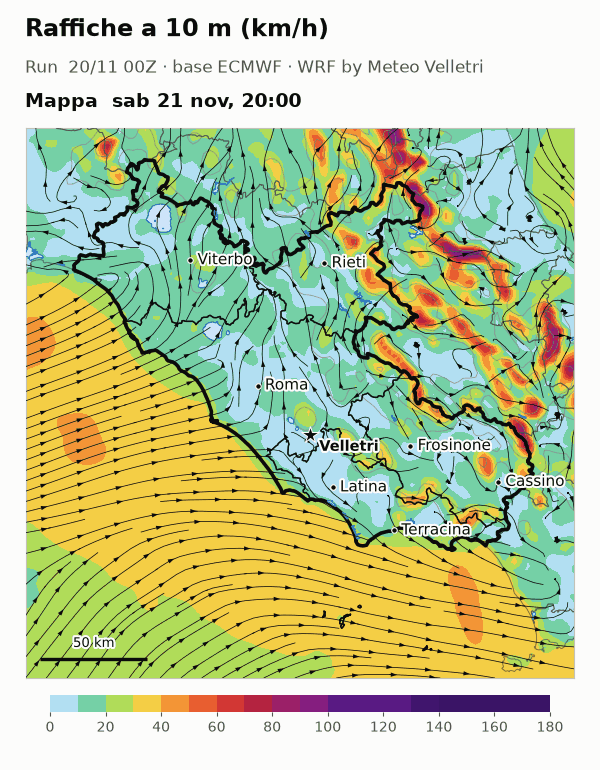 Raffiche a 10 m (km/h)
Run  20/11 00Z · base ECMWF · WRF by Meteo Velletri
Mappa  sab 21 nov, 20:00
Viterbo
Rieti
Roma
Velletri
Frosinone
Cassino
Latina
Terracina
50 km
0 20 40 60 80 100 120 140 160 180